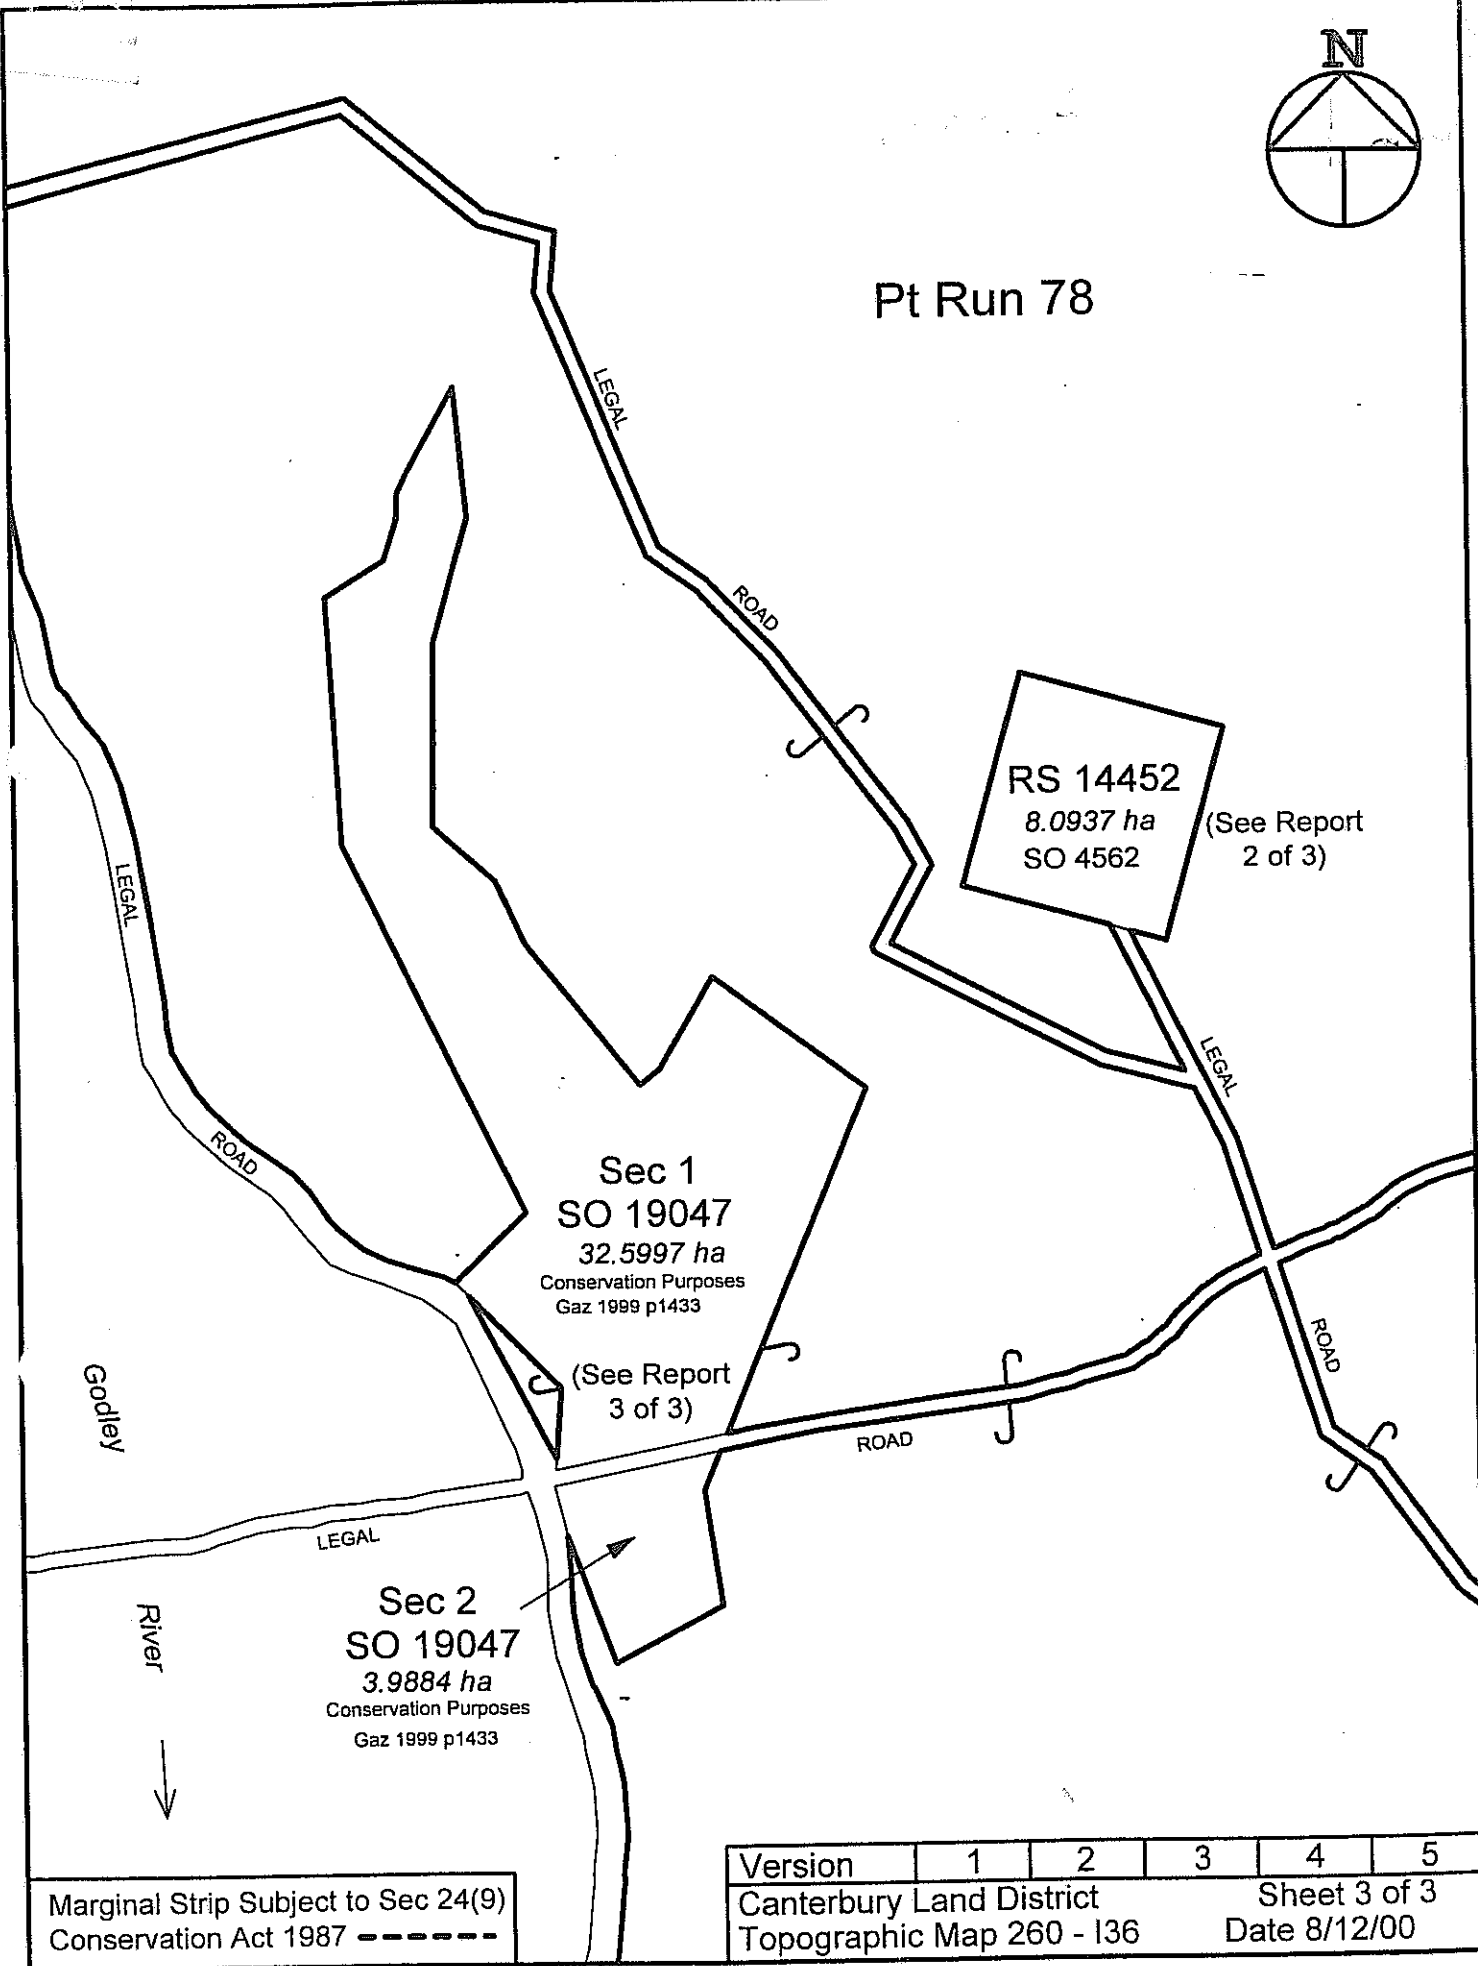 N
Pt Run 78
LEGAL
ROAD
RS 14452
8.0937 ha
SO 4562
(See Report
2 of 3)
LEGAL
ROAD
LEGAL
ROAD
Sec 1
SO 19047
32.5997 ha
Conservation Purposes
Gaz 1999 p1433
(See Report
3 of 3)
ROAD
LEGAL
Godley
River
Sec 2
SO 19047
3.9884 ha
Conservation Purposes
Gaz 1999 p1433
Marginal Strip Subject to Sec 24(9)
Conservation Act 1987
Version 1 2 3 4 5
Canterbury Land District Sheet 3 of 3
Topographic Map 260 - I36 Date 8/12/00